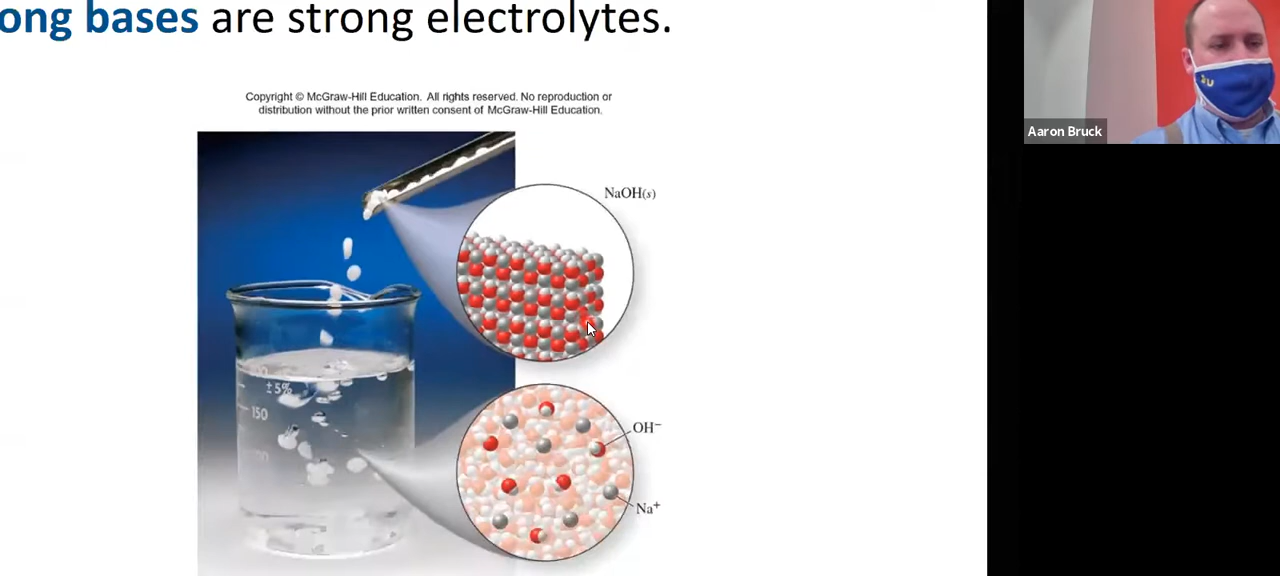 ong bases are strong electrolytes.
Copyright © McGraw-Hill Education. All rights reserved. No reproduction or
distribution without the prior written consent of McGraw-Hill Education.
NaOH(s)
±5%
150
OH⁻
Na⁺
Aaron Bruck